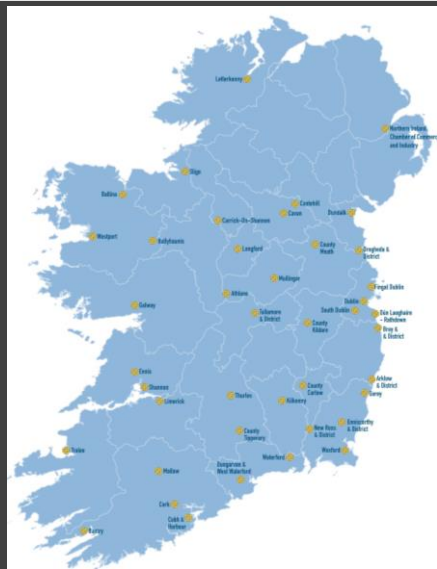 Letterkenny
Northern Ireland
Chamber of Commerce
and Industry
Sligo
Ballina
Cootehill
Cavan
Dundalk
Carrick-On-Shannon
Westport
Ballyhaunis
Longford
County
Meath
Drogheda &
District
Mullingar
Fingal Dublin
Athlone
Dublin
Galway
Tullamore
& District
South Dublin
Dún Laoghaire
- Rathdown
County
Kildare
Bray &
& District
Ennis
Shannon
Limerick
Arklow
& District
County
Carlow
Gorey
Thurles
Kilkenny
Enniscorthy
& District
New Ross
& District
County
Tipperary
Wexford
Waterford
Dungarvan &
West Waterford
Tralee
Mallow
Cork
Cobh &
Harbour
Bantry